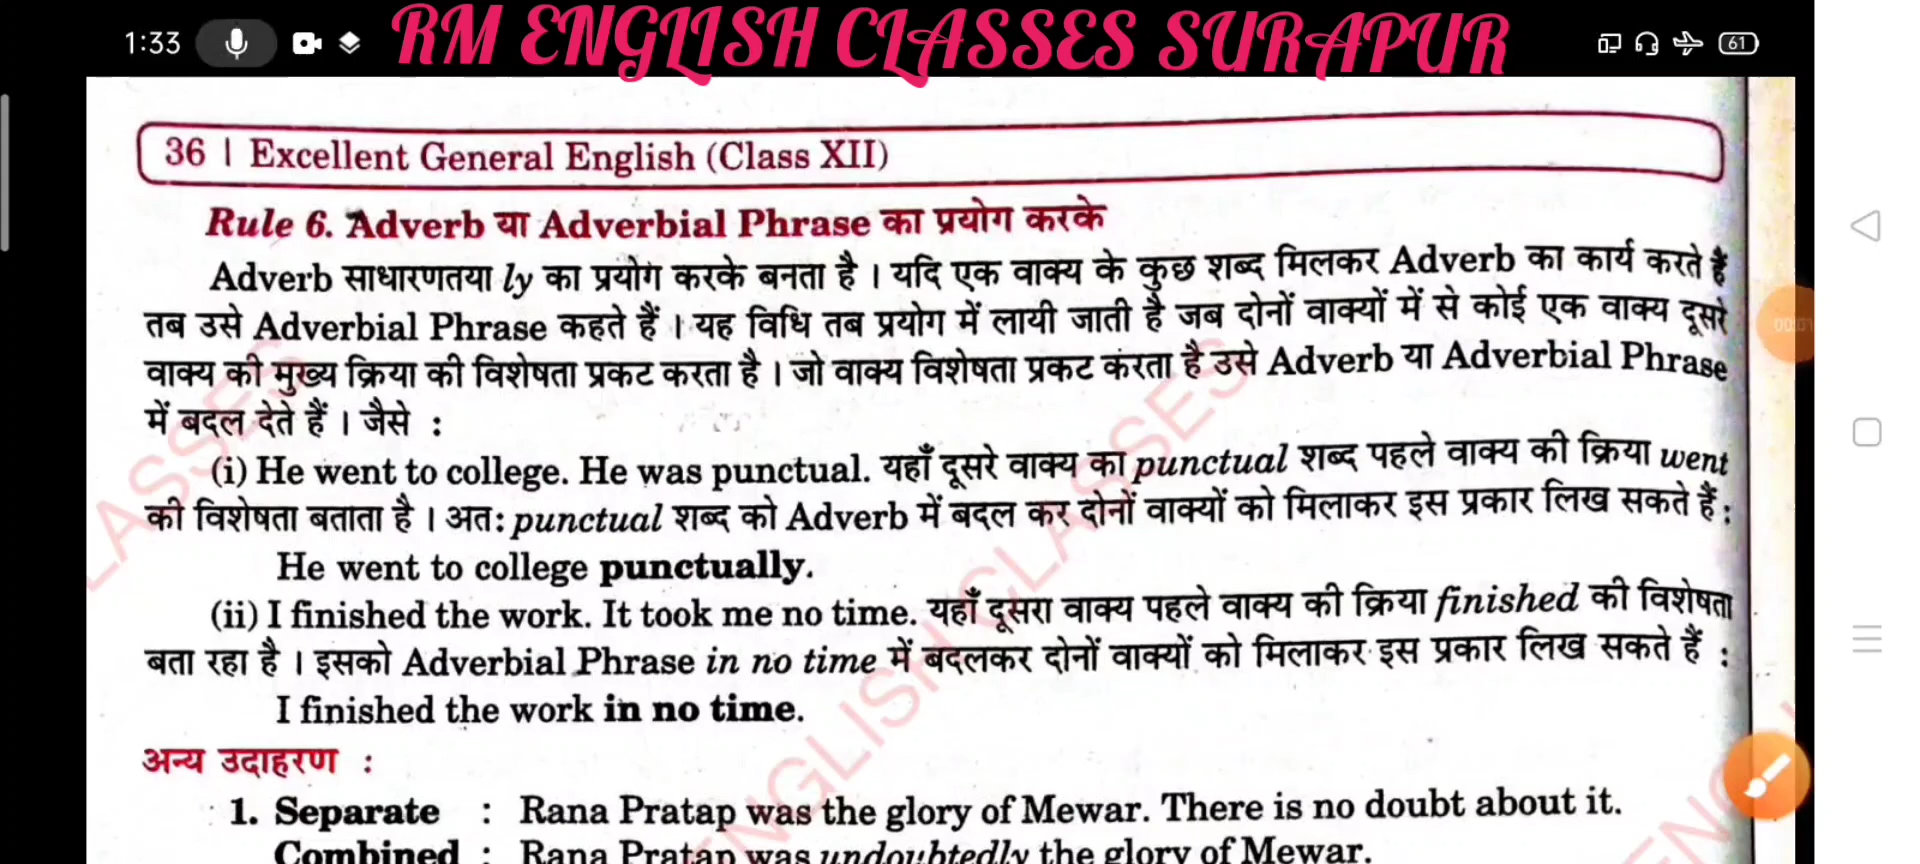 1:33
RM ENGLISH CLASSES SURAPUR
61
36 | Excellent General English (Class XII)
Rule 6. Adverb या Adverbial Phrase का प्रयोग करके
Adverb साधारणतया ly का प्रयोग करके बनता है । यदि एक वाक्य के कुछ शब्द मिलकर Adverb का कार्य करते हैं
तब उसे Adverbial Phrase कहते हैं । यह विधि तब प्रयोग में लायी जाती है जब दोनों वाक्यों में से कोई एक वाक्य दूसरे
वाक्य की मुख्य क्रिया की विशेषता प्रकट करता है । जो वाक्य विशेषता प्रकट करता है उसे Adverb या Adverbial Phrase
में बदल देते हैं । जैसे :
(i) He went to college. He was punctual. यहाँ दूसरे वाक्य का punctual शब्द पहले वाक्य की क्रिया went
की विशेषता बताता है । अतः punctual शब्द को Adverb में बदल कर दोनों वाक्यों को मिलाकर इस प्रकार लिख सकते हैं :
He went to college punctually.
(ii) I finished the work. It took me no time. यहाँ दूसरा वाक्य पहले वाक्य की क्रिया finished की विशेषता
बता रहा है । इसको Adverbial Phrase in no time में बदलकर दोनों वाक्यों को मिलाकर इस प्रकार लिख सकते हैं :
I finished the work in no time.
अन्य उदाहरण :
1. Separate : Rana Pratap was the glory of Mewar. There is no doubt about it.
Combined : Rana Pratap was undoubtedly the glory of Mewar.
00:01
LASSES
ENGLISH CLASSES